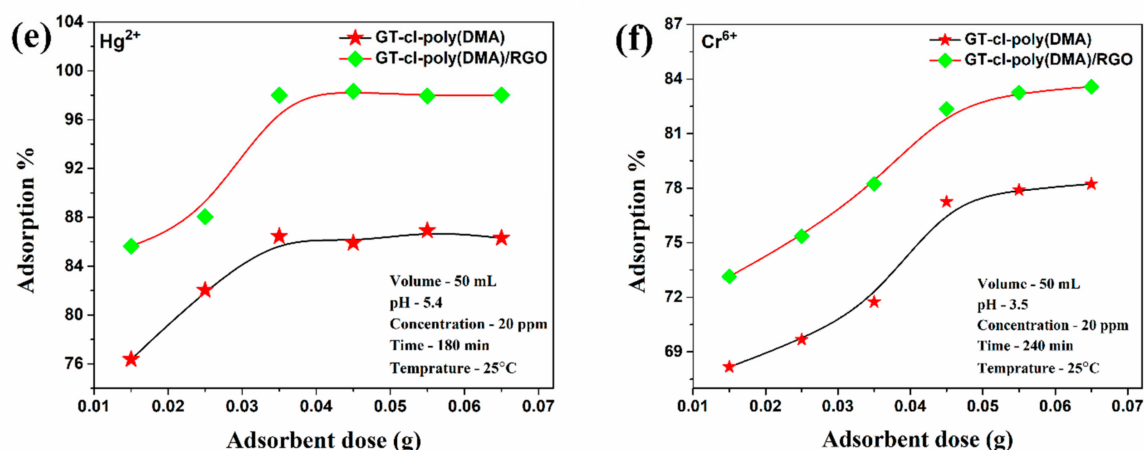 (e)
Hg2+
GT-cl-poly(DMA)
GT-cl-poly(DMA)/RGO
104
100
96
92
88
84
80
76
Adsorption %
Volume - 50 mL
pH - 5.4
Concentration - 20 ppm
Time - 180 min
Temprature - 25°C
0.01 0.02 0.03 0.04 0.05 0.06 0.07
Adsorbent dose (g)
(f)
Cr6+
GT-cl-poly(DMA)
GT-cl-poly(DMA)/RGO
87
84
81
78
75
72
69
Adsorption %
Volume - 50 mL
pH - 3.5
Concentration - 20 ppm
Time - 240 min
Temprature - 25°C
0.01 0.02 0.03 0.04 0.05 0.06 0.07
Adsorbent dose (g)